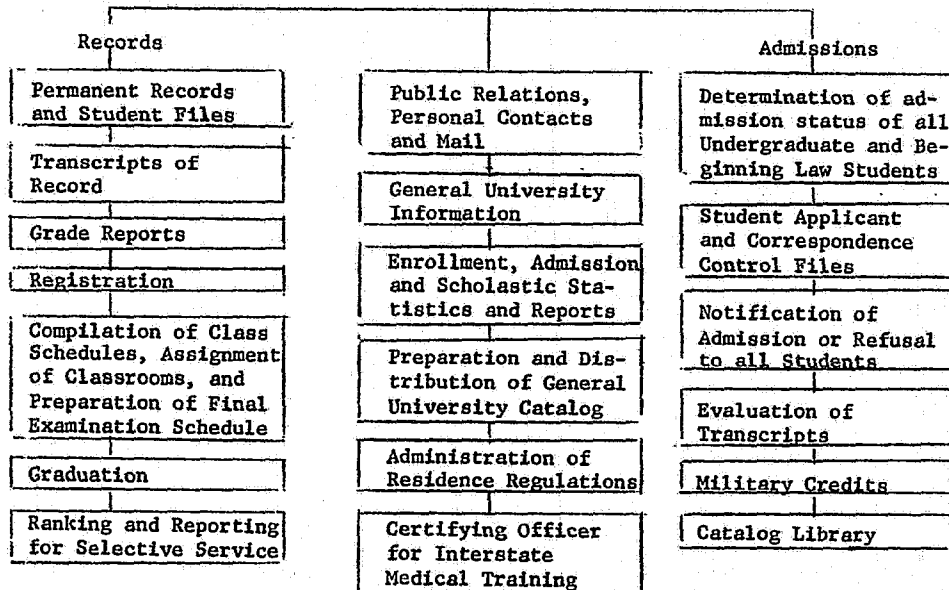 Records
Permanent Records
and Student Files
Transcripts of
Record
Grade Reports
Registration
Compilation of Class
Schedules, Assignment
of Classrooms, and
Preparation of Final
Examination Schedule
Graduation
Ranking and Reporting
for Selective Service
Public Relations,
Personal Contacts
and Mail
General University
Information
Enrollment, Admission
and Scholastic Sta-
tistics and Reports
Preparation and Dis-
tribution of General
University Catalog
Administration of
Residence Regulations
Certifying Officer
for Interstate
Medical Training
Admissions
Determination of ad-
mission status of all
Undergraduate and Be-
ginning Law Students
Student Applicant
and Correspondence
Control Files
Notification of
Admission or Refusal
to all Students
Evaluation of
Transcripts
Military Credits
Catalog Library